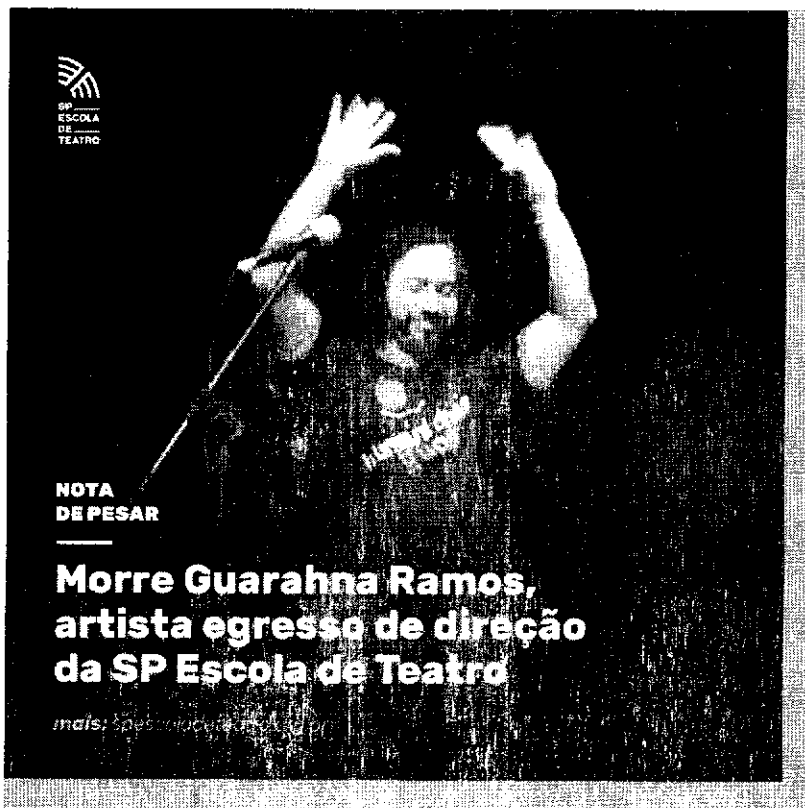 SP
ESCOLA
DE
TEATRO
NOTA
DE PESAR
Morre Guarahna Ramos,
artista egresso de direção
da SP Escola de Teatro
mais: